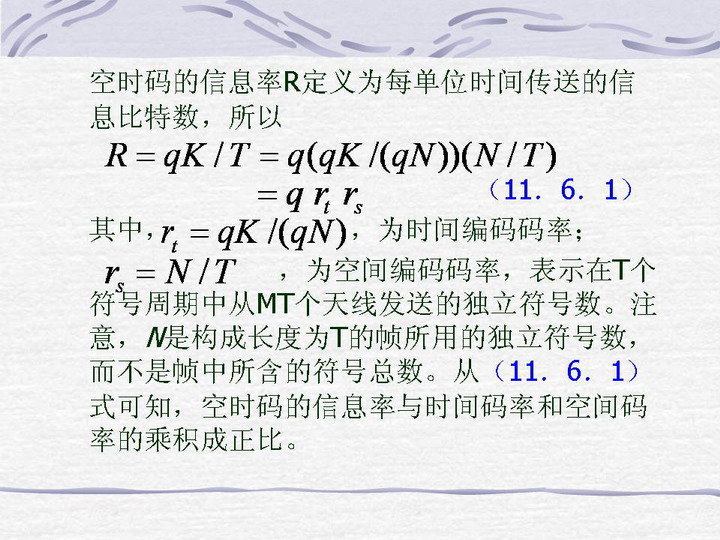 空时码的信息率R定义为每单位时间传送的信
息比特数，所以
R = qK / T = q(qK /(qN))(N / T)
= q r_t r_s （11．6．1）
其中，r_t = qK /(qN)，为时间编码码率；
r_s = N / T ，为空间编码码率，表示在T个
符号周期中从MT个天线发送的独立符号数。注
意，N是构成长度为T的帧所用的独立符号数，
而不是帧中所含的符号总数。从（11．6．1）
式可知，空时码的信息率与时间码率和空间码
率的乘积成正比。